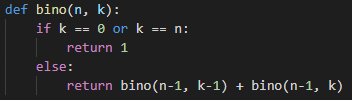 def bino(n, k):
    if k == 0 or k == n:
        return 1
    else:
        return bino(n-1, k-1) + bino(n-1, k)